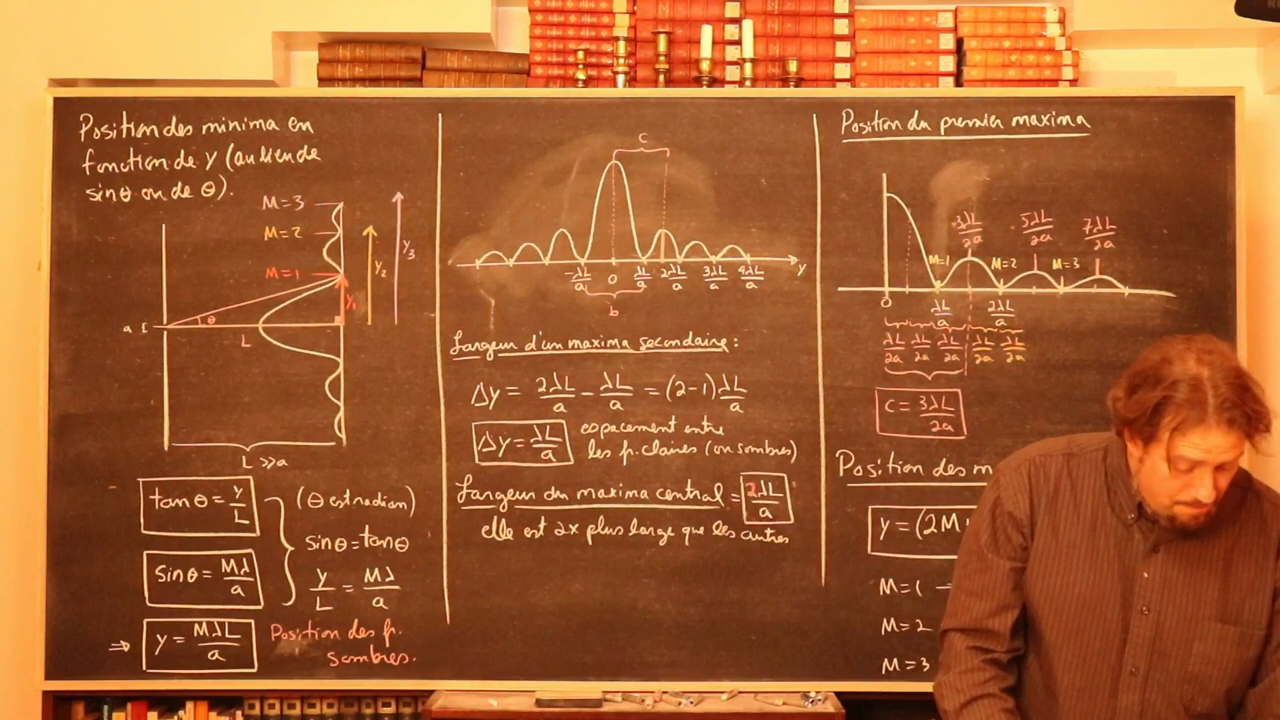 Position des minima en
fonction de y (au lieu de
sinθ ou de θ).
M=3
M=2
M=1
y₃
y₂
y₁
a
θ
L
L >> a
tanθ = y/L
(θ est radian)
sinθ = tanθ
sinθ = Mλ/a
y/L = Mλ/a
⇒ y = MλL/a
Position des f.
sombres.
C
-λL/a 0 λL/a 2λL/a 3λL/a 4λL/a y
b
Largeur d'un maxima secondaire :
Δy = 2λL/a - λL/a = (2-1)λL/a
Δy = λL/a
espacement entre
les f. claires (ou sombres)
Largeur du maxima central = 2λL/a
elle est 2x plus large que les autres
Position du premier maxima
3λL/2a 5λL/2a 7λL/2a
M=1 M=2 M=3
0 λL/a 2λL/a
λL/2a λL/2a λL/2a λL/2a λL/2a
C = 3λL/2a
Position des m
y = (2M
M=1
M=2
M=3